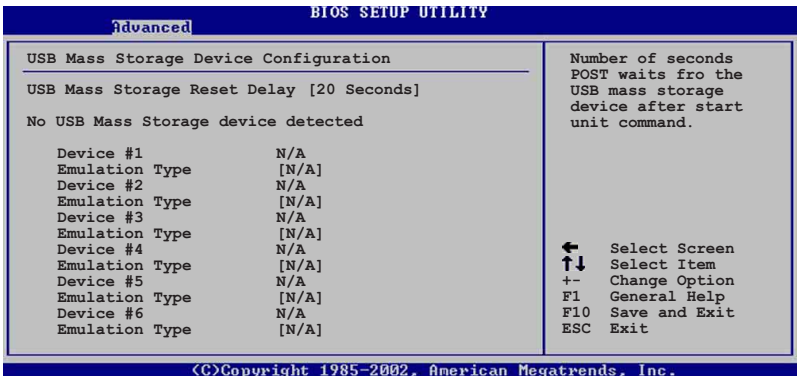 BIOS SETUP UTILITY
Advanced
USB Mass Storage Device Configuration
USB Mass Storage Reset Delay [20 Seconds]
No USB Mass Storage device detected
Device #1 N/A
Emulation Type [N/A]
Device #2 N/A
Emulation Type [N/A]
Device #3 N/A
Emulation Type [N/A]
Device #4 N/A
Emulation Type [N/A]
Device #5 N/A
Emulation Type [N/A]
Device #6 N/A
Emulation Type [N/A]
Number of seconds
POST waits fro the
USB mass storage
device after start
unit command.
← Select Screen
↑↓ Select Item
+- Change Option
F1 General Help
F10 Save and Exit
ESC Exit
(C)Copyright 1985-2002, American Megatrends, Inc.